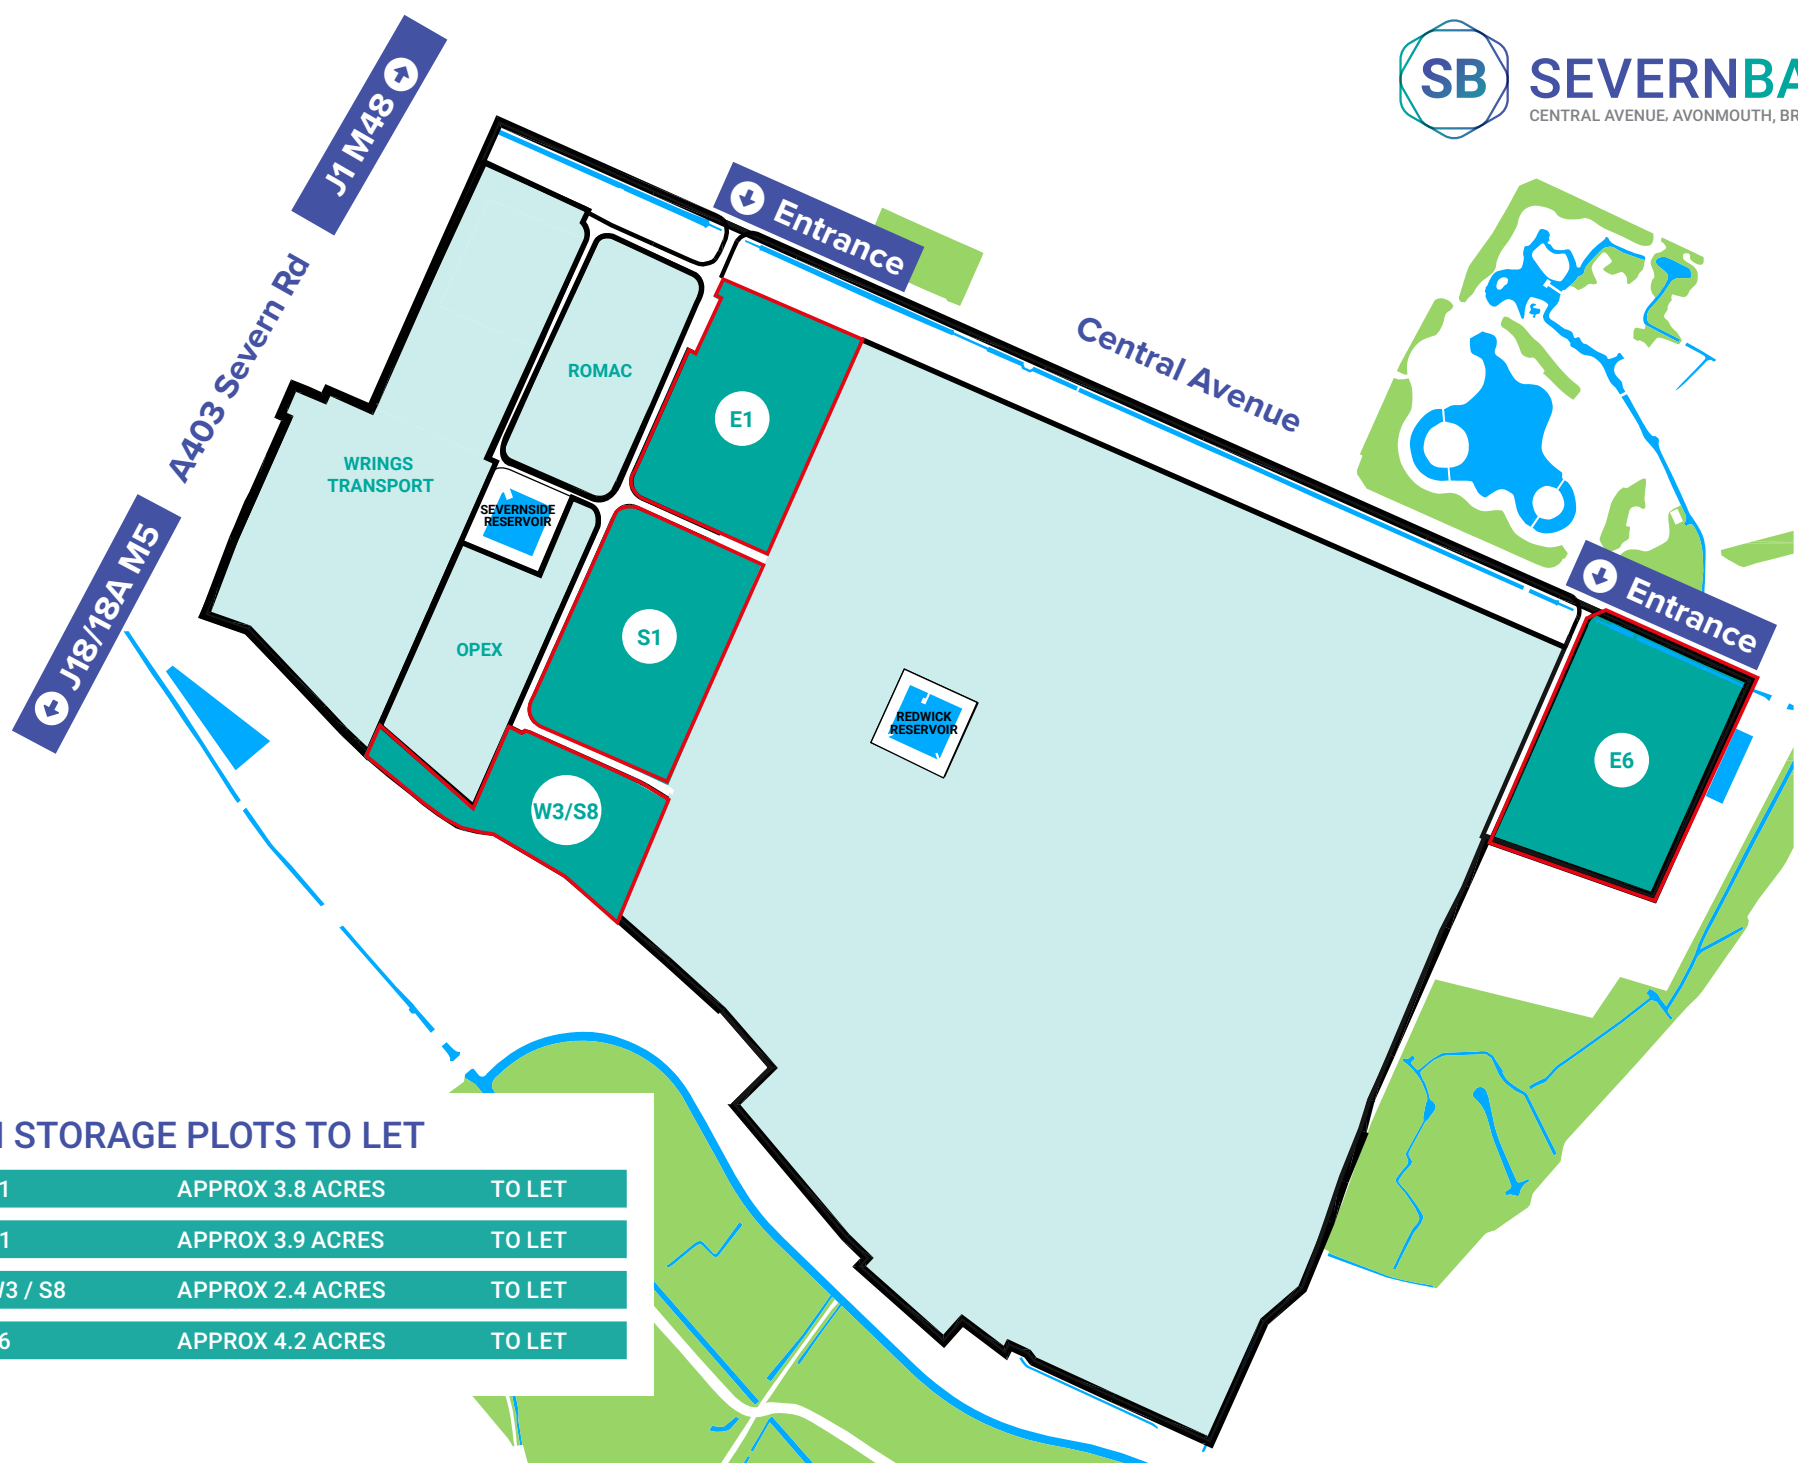 J1 M48
SB
SEVERNBA
CENTRAL AVENUE, AVONMOUTH, BR
Entrance
Central Avenue
A403 Severn Rd
ROMAC
E1
WRINGS
TRANSPORT
SEVERNSIDE
RESERVOIR
J18/18A M5
Entrance
S1
OPEX
REDWICK
RESERVOIR
E6
W3/S8
STORAGE PLOTS TO LET
1 APPROX 3.8 ACRES TO LET
1 APPROX 3.9 ACRES TO LET
W3 / S8 APPROX 2.4 ACRES TO LET
6 APPROX 4.2 ACRES TO LET